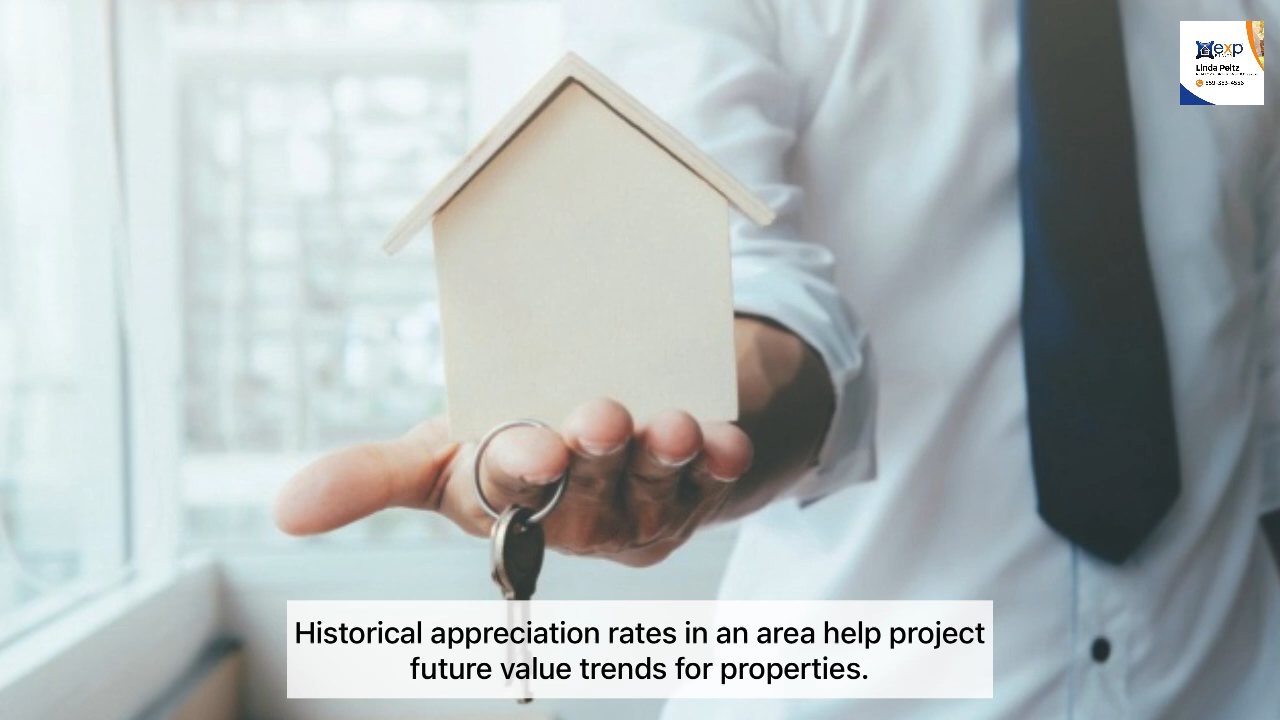 exp
Linda Peltz
Historical appreciation rates in an area help project
future value trends for properties.